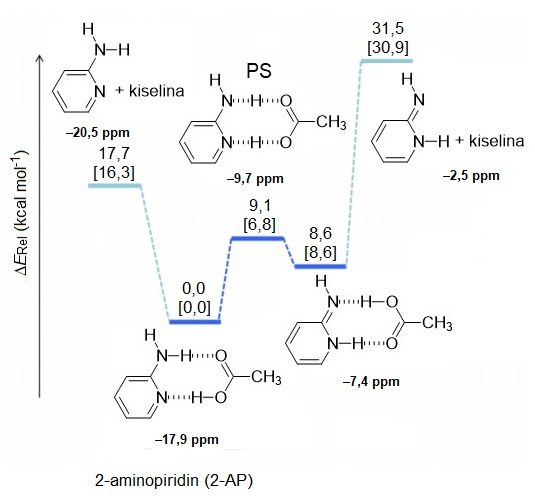 31,5
[30,9]
H
N–H
N
+ kiselina
–20,5 ppm
PS
H
N H O
CH3
N H O
–9,7 ppm
H
N
N–H + kiselina
–2,5 ppm
17,7
[16,3]
9,1
[6,8]
8,6
[8,6]
0,0
[0,0]
ΔERel (kcal mol-1)
H
N–H O
CH3
N H–O
–17,9 ppm
H
N H–O
CH3
N–H O
–7,4 ppm
2-aminopiridin (2-AP)